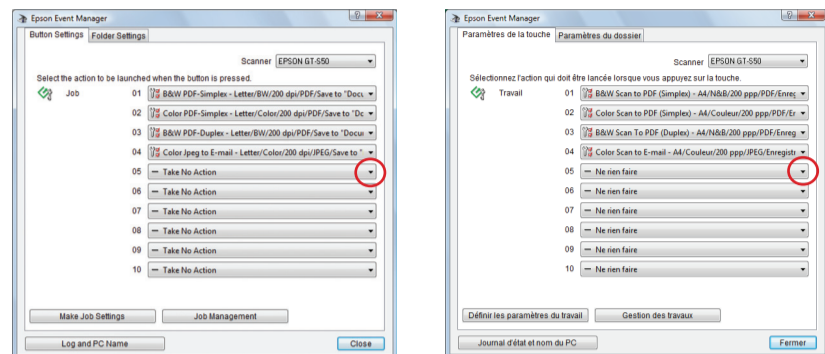 Epson Event Manager
Button Settings Folder Settings
Scanner EPSON GT-S50
Select the action to be launched when the button is pressed.
Job 01 B&W PDF-Simplex - Letter/BW/200 dpi/PDF/Save to "Docu
02 Color PDF-Simplex - Letter/Color/200 dpi/PDF/Save to "Dc
03 B&W PDF-Duplex - Letter/BW/200 dpi/PDF/Save to "Docur
04 Color Jpeg to E-mail - Letter/Color/200 dpi/JPEG/Save to "
05 — Take No Action
06 — Take No Action
07 — Take No Action
08 — Take No Action
09 — Take No Action
10 — Take No Action
Make Job Settings Job Management
Log and PC Name Close
Epson Event Manager
Paramètres de la touche Paramètres du dossier
Scanner EPSON GT-S50
Sélectionnez l'action qui doit être lancée lorsque vous appuyez sur la touche.
Travail 01 B&W Scan to PDF (Simplex) - A4/N&B/200 ppp/PDF/Enreg
02 Color Scan to PDF (Simplex) - A4/Couleur/200 ppp/PDF/Er
03 B&W Scan To PDF (Duplex) - A4/N&B/200 ppp/PDF/Enreg
04 Color Scan to E-mail - A4/Couleur/200 ppp/JPEG/Enregistr
05 — Ne rien faire
06 — Ne rien faire
07 — Ne rien faire
08 — Ne rien faire
09 — Ne rien faire
10 — Ne rien faire
Définir les paramètres du travail Gestion des travaux
Journal d'état et nom du PC Fermer